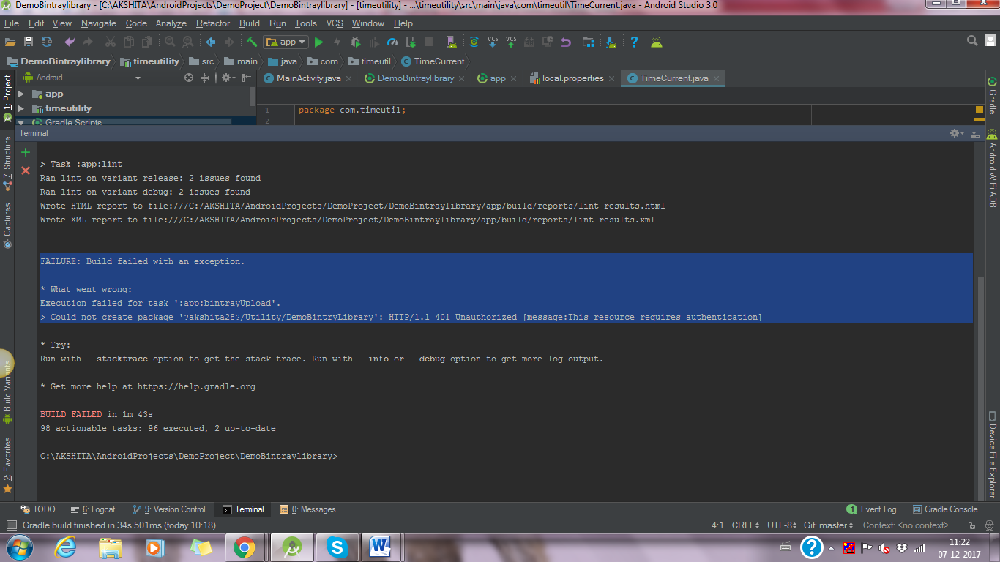 DemoBintraylibrary - [C:\AKSHITA\AndroidProjects\DemoProject\DemoBintraylibrary] - [timeutility] - ...\timeutility\src\main\java\com\timeutil\TimeCurrent.java - Android Studio 3.0
File Edit View Navigate Code Analyze Refactor Build Run Tools VCS Window Help
app VCS VCS
DemoBintraylibrary timeutility src main java com timeutil TimeCurrent
Android MainActivity.java DemoBintraylibrary app local.properties TimeCurrent.java
app
timeutility
Gradle Scripts
1 package com.timeutil;
2
Terminal
> Task :app:lint
Ran lint on variant release: 2 issues found
Ran lint on variant debug: 2 issues found
Wrote HTML report to file:///C:/AKSHITA/AndroidProjects/DemoProject/DemoBintraylibrary/app/build/reports/lint-results.html
Wrote XML report to file:///C:/AKSHITA/AndroidProjects/DemoProject/DemoBintraylibrary/app/build/reports/lint-results.xml
FAILURE: Build failed with an exception.
* What went wrong:
Execution failed for task ':app:bintrayUpload'.
> Could not create package '?akshita28?/Utility/DemoBintryLibrary': HTTP/1.1 401 Unauthorized [message:This resource requires authentication]
* Try:
Run with --stacktrace option to get the stack trace. Run with --info or --debug option to get more log output.
* Get more help at https://help.gradle.org
BUILD FAILED in 1m 43s
98 actionable tasks: 96 executed, 2 up-to-date
C:\AKSHITA\AndroidProjects\DemoProject\DemoBintraylibrary>
1: Project
7: Structure
Captures
Build Variants
2: Favorites
Gradle
Android WiFi ADB
Device File Explorer
TODO 6: Logcat 9: Version Control Terminal 0: Messages 1 Event Log Gradle Console
Gradle build finished in 34s 501ms (today 10:18) 4:1 CRLF UTF-8 Git: master Context: <no context>
11:22
07-12-2017